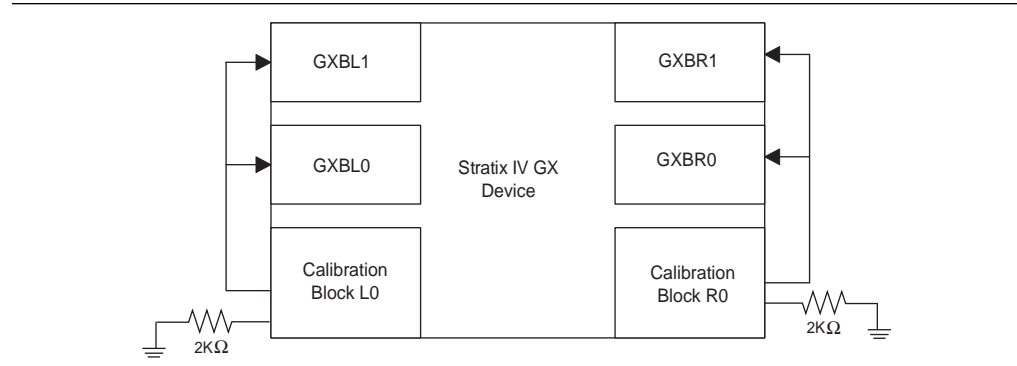 GXBL1
GXBR1
GXBL0
GXBR0
Stratix IV GX
Device
Calibration
Block L0
Calibration
Block R0
2KΩ
2KΩ